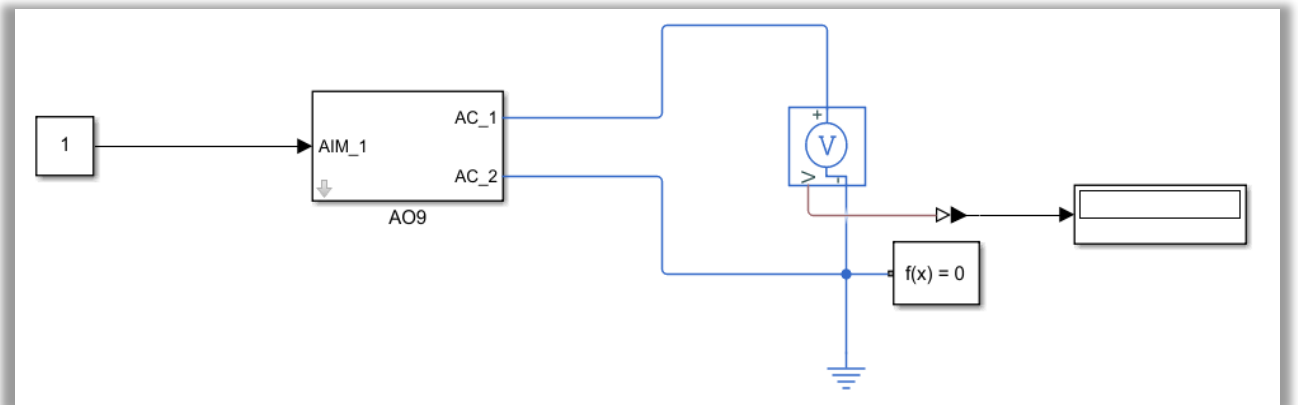 1
AIM_1
AC_1
AC_2
AO9
+
V
V
-
f(x) = 0